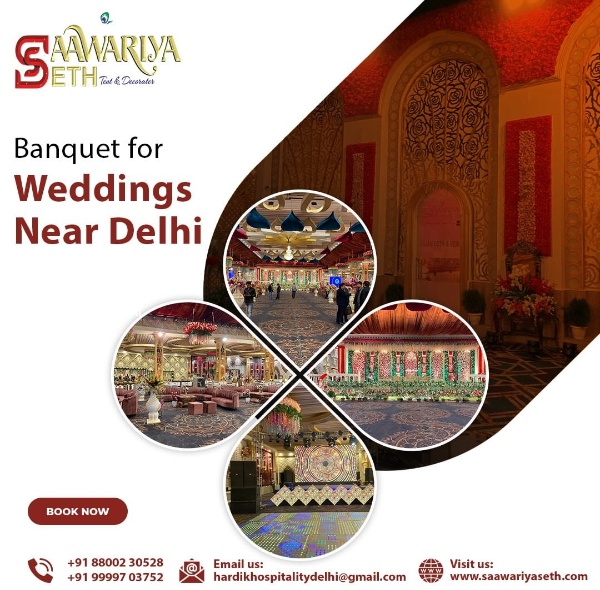 SAAWARIYA
SETH
Tent & Decorater
Banquet for
Weddings
Near Delhi
BOOK NOW
+91 88002 30528
+91 99997 03752
Email us:
hardikhospitalitydelhi@gmail.com
Visit us:
www.saawariyaseth.com